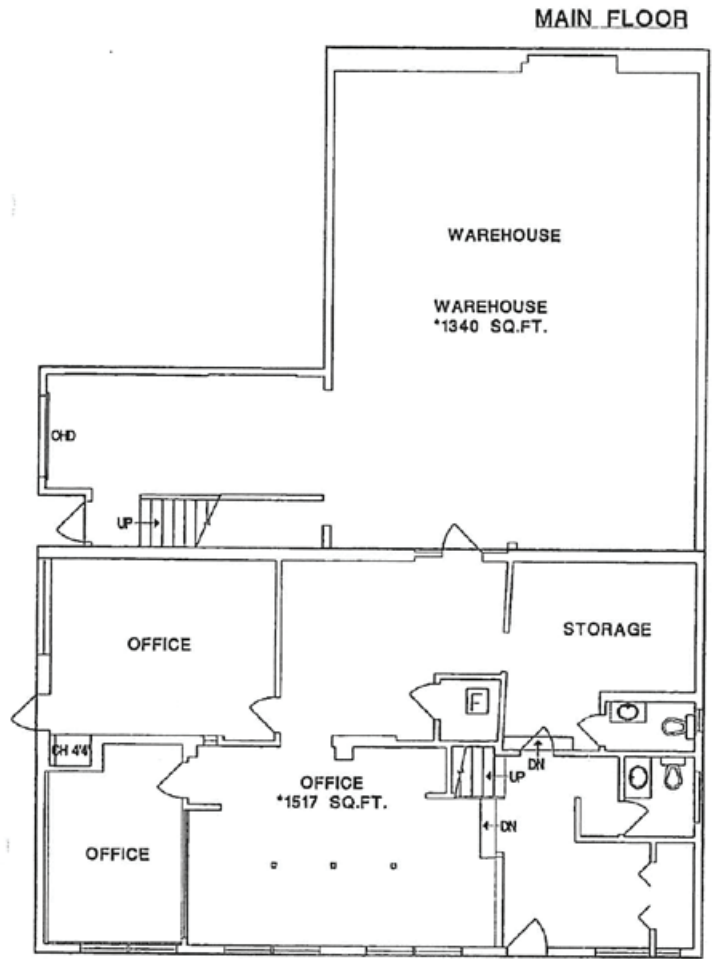 MAIN FLOOR
WAREHOUSE
WAREHOUSE
*1340 SQ.FT.
OHD
UP
OFFICE
STORAGE
F
CH 4'4"
DN
UP
OFFICE
*1517 SQ.FT.
DN
OFFICE